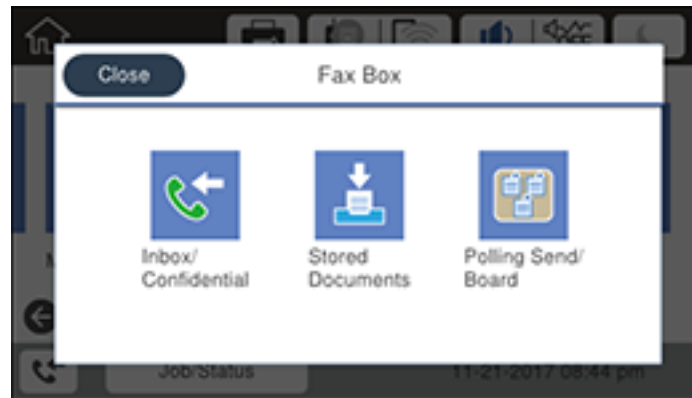 Close
Fax Box
Inbox/
Confidential
Stored
Documents
Polling Send/
Board
Job/Status
11-21-2017 08:44 pm